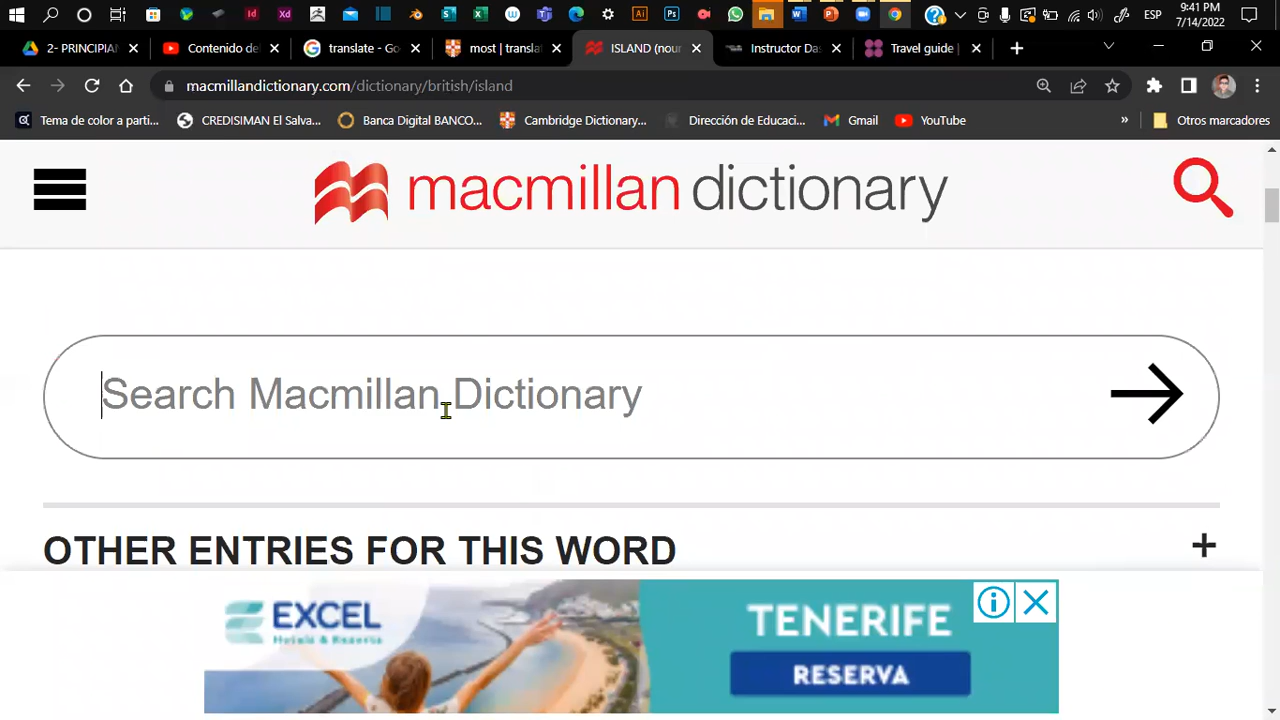 9:41 PM
ESP
7/14/2022
2- PRINCIPIAN
Contenido de
translate - Go
most | transla
ISLAND (noun
Instructor Das
Travel guide |
macmillandictionary.com/dictionary/british/island
Tema de color a parti...
CREDISIMAN El Salva...
Banca Digital BANCO...
Cambridge Dictionary...
Dirección de Educaci...
Gmail
YouTube
»
Otros marcadores
macmillan dictionary
Search Macmillan Dictionary
OTHER ENTRIES FOR THIS WORD
+
EXCEL
Hotels & Resorts
TENERIFE
RESERVA